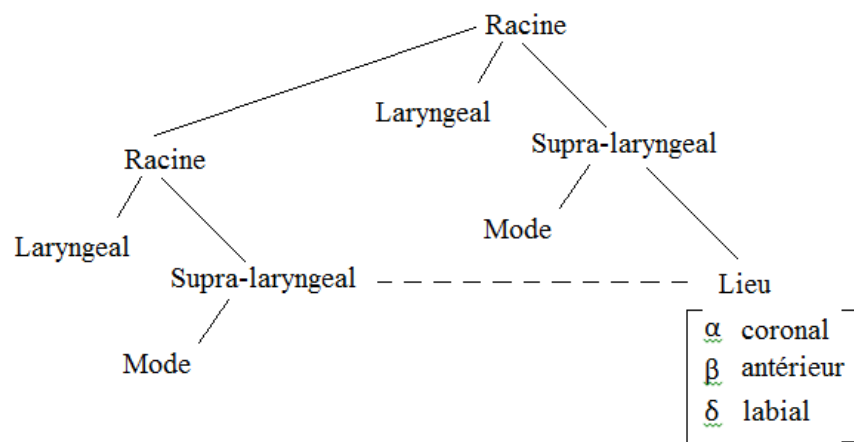 Racine
Laryngeal
Supra-laryngeal
Racine
Mode
Laryngeal
Supra-laryngeal
Lieu
Mode
α coronal
β antérieur
δ labial